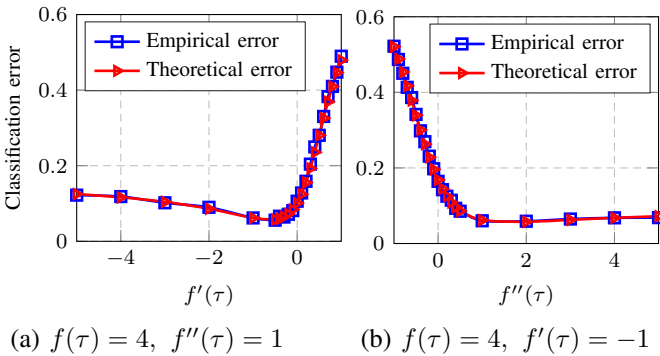 0.6
0.4
0.2
0
Classification error
Empirical error
Theoretical error
−4 −2 0
f′(τ)
(a) f(τ) = 4, f′′(τ) = 1
0.6
0.4
0.2
0
Empirical error
Theoretical error
0 2 4
f′′(τ)
(b) f(τ) = 4, f′(τ) = −1